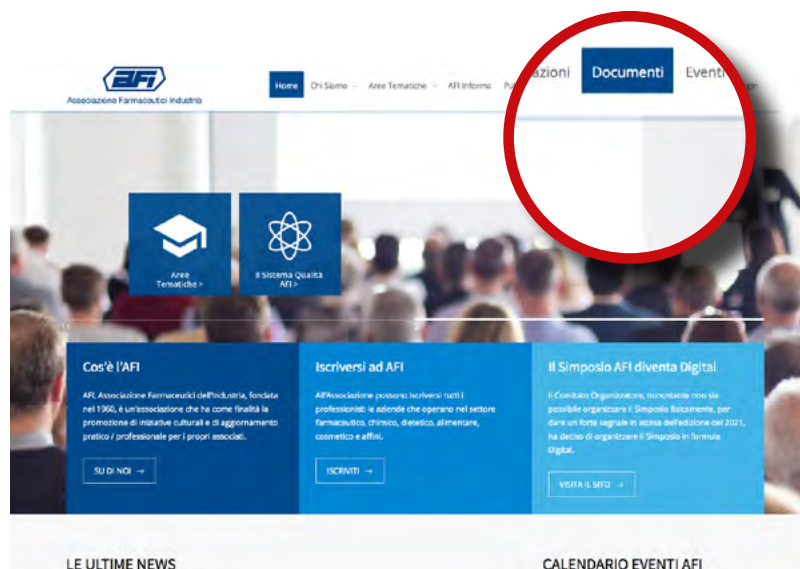 AFI
Associazione Farmaceutici Industria
Home Chi Siamo Aree Tematiche AFI Informa
azioni Documenti Eventi
Aree
Tematiche >
Il Sistema Qualità
AFI >
Cos'è l'AFI
AFI, Associazione Farmaceutici dell'Industria, fondata
nel 1960, è un'associazione che ha come finalità la
promozione di iniziative culturali e di aggiornamento
pratico / professionale per i propri associati.
SU DI NOI →
Iscriversi ad AFI
All'Associazione possono iscriversi tutti i
professionisti le aziende che operano nel settore
farmaceutico, chimico, dietetico, alimentare,
cosmetico e affini.
ISCRIVITI →
Il Simposio AFI diventa Digital
Il Comitato Organizzatore, nonostante non sia
possibile organizzare il Simposio fisicamente, per
dare un forte segnale in attesa dell'edizione del 2021,
ha deciso di organizzare il Simposio in formula
Digital.
VISITA IL SITO →
LE ULTIME NEWS
CALENDARIO EVENTI AFI